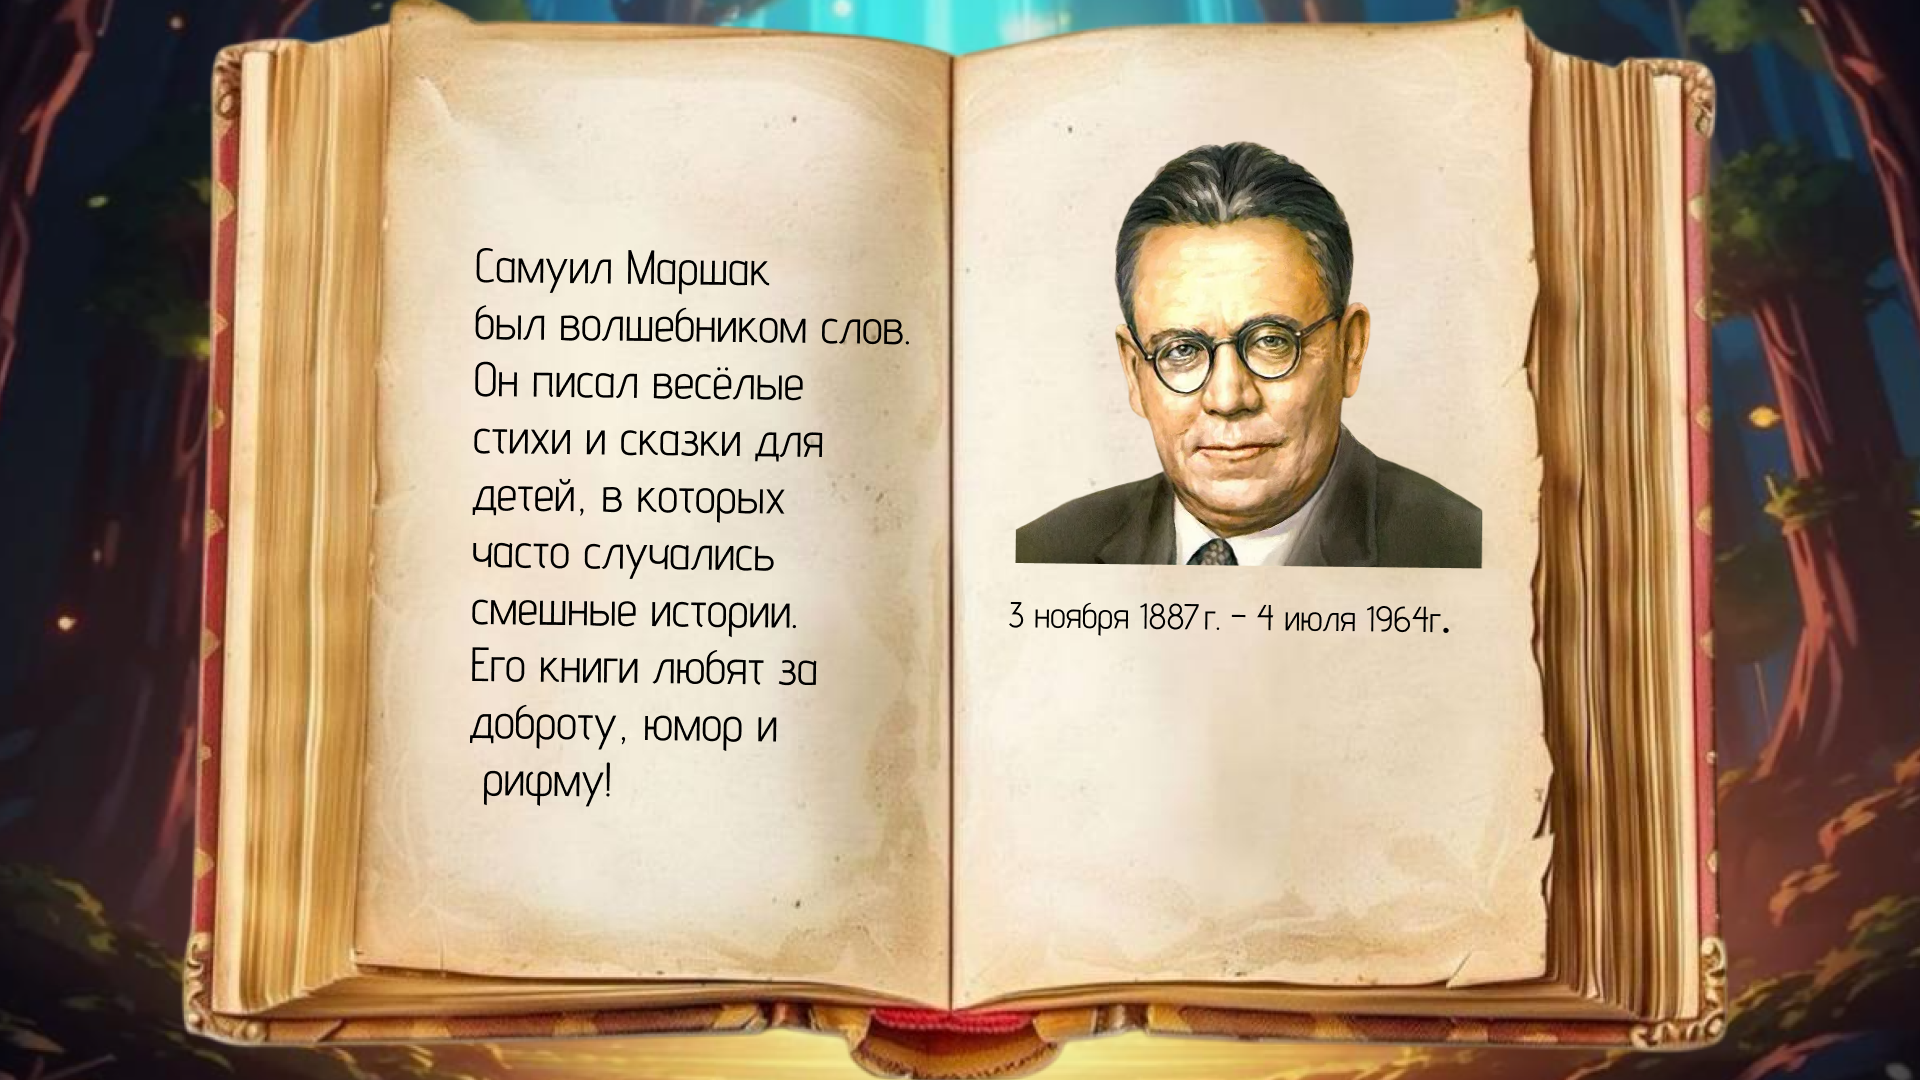 Самуил Маршак
был волшебником слов.
Он писал весёлые
стихи и сказки для
детей, в которых
часто случались
смешные истории.
Его книги любят за
доброту, юмор и
рифму!
3 ноября 1887 г. - 4 июля 1964г.